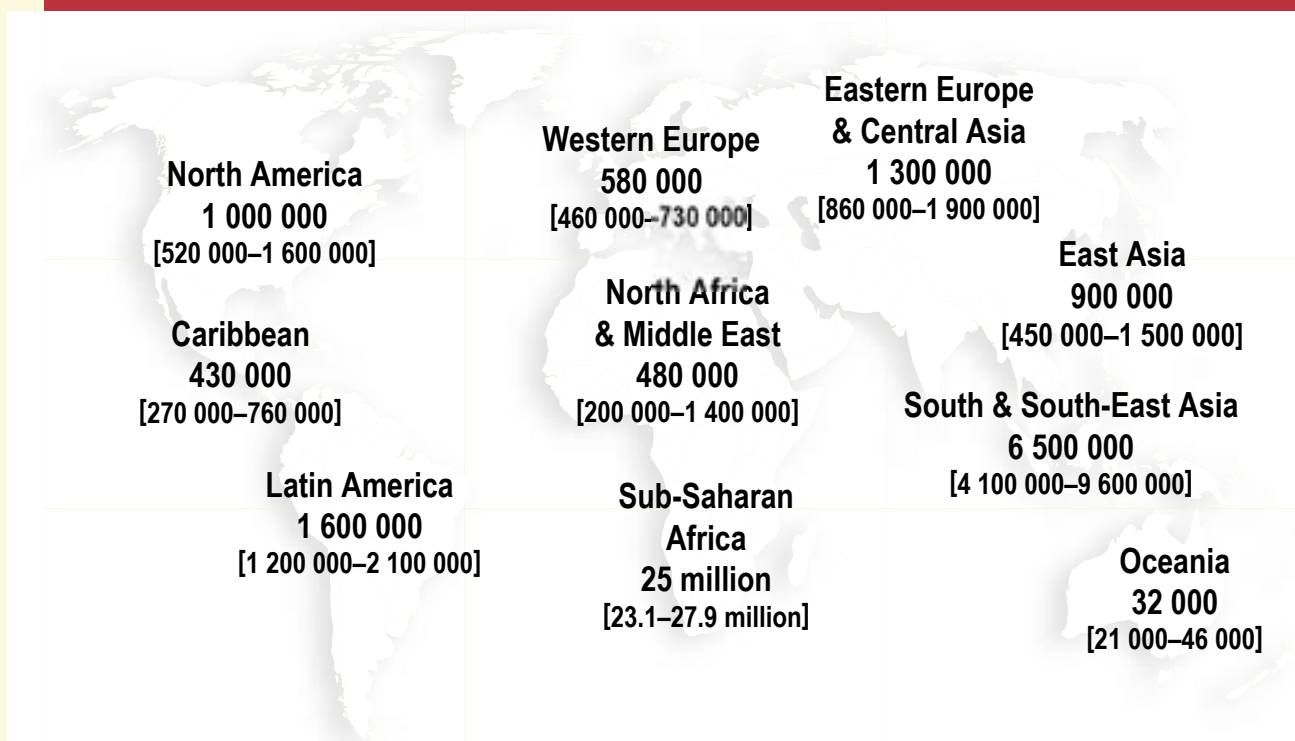 North America
1 000 000
[520 000–1 600 000]
Caribbean
430 000
[270 000–760 000]
Latin America
1 600 000
[1 200 000–2 100 000]
Western Europe
580 000
[460 000–730 000]
North Africa
& Middle East
480 000
[200 000–1 400 000]
Sub-Saharan
Africa
25 million
[23.1–27.9 million]
Eastern Europe
& Central Asia
1 300 000
[860 000–1 900 000]
East Asia
900 000
[450 000–1 500 000]
South & South-East Asia
6 500 000
[4 100 000–9 600 000]
Oceania
32 000
[21 000–46 000]